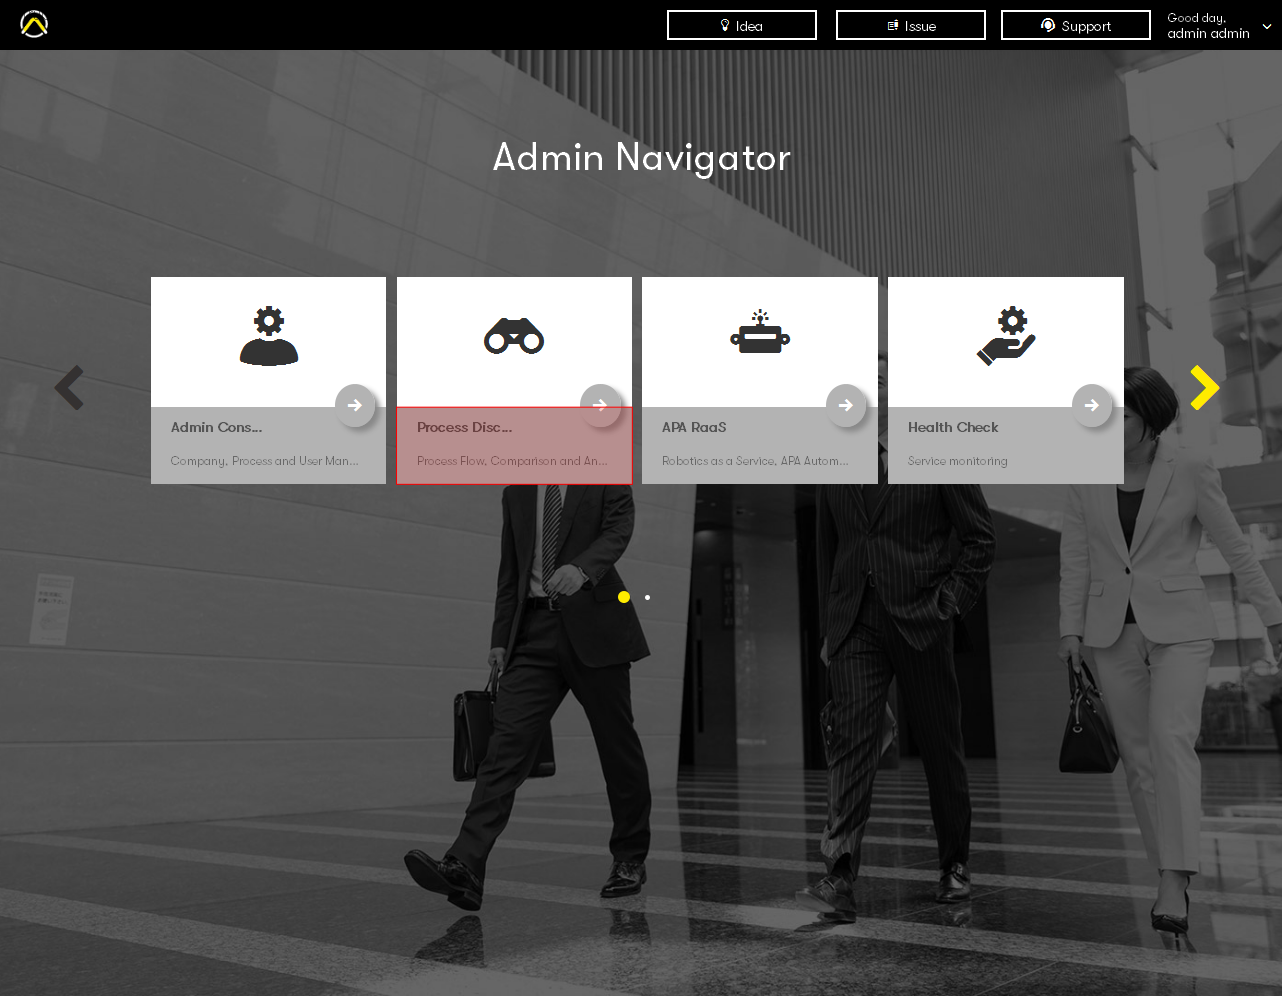 Idea
Issue
Support
Good day,
admin admin
Admin Navigator
Admin Cons...
Company, Process and User Man...
Process Disc...
Process Flow, Comparison and An...
APA RaaS
Robotics as a Service, APA Autom...
Health Check
Service monitoring